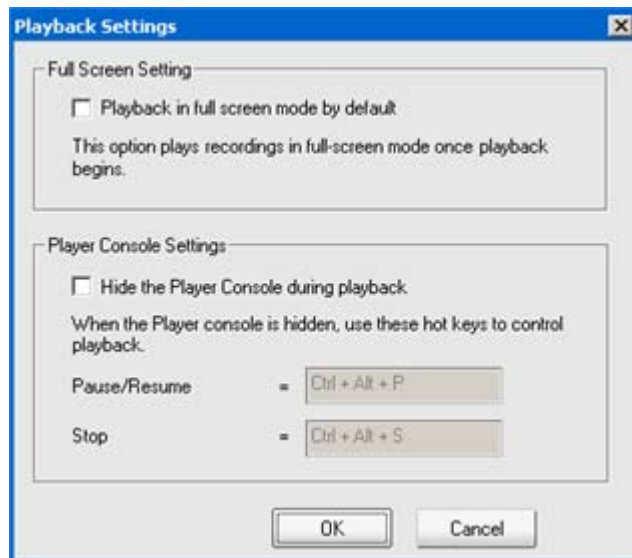 Playback Settings
Full Screen Setting
Playback in full screen mode by default
This option plays recordings in full-screen mode once playback
begins.
Player Console Settings
Hide the Player Console during playback
When the Player console is hidden, use these hot keys to control
playback.
Pause/Resume = Ctrl + Alt + P
Stop = Ctrl + Alt + S
OK Cancel